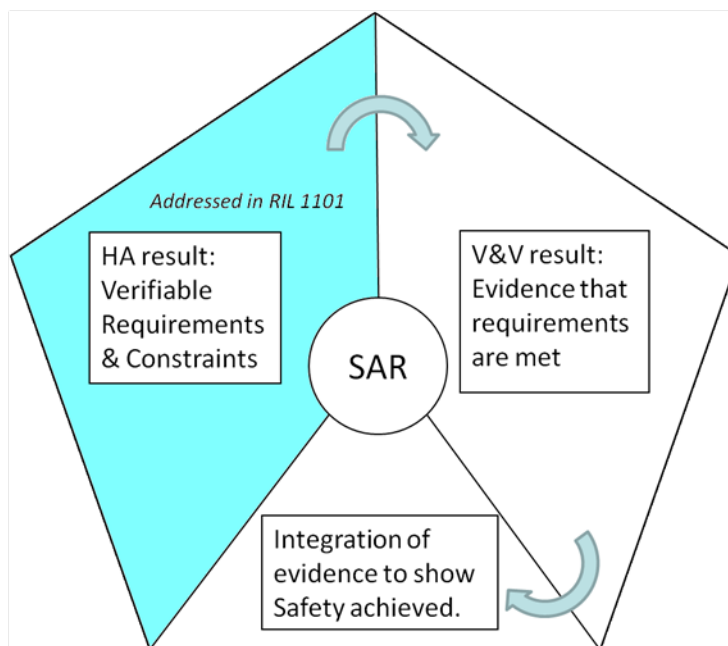 Addressed in RIL 1101
HA result:
Verifiable
Requirements
& Constraints
V&V result:
Evidence that
requirements
are met
SAR
Integration of
evidence to show
Safety achieved.